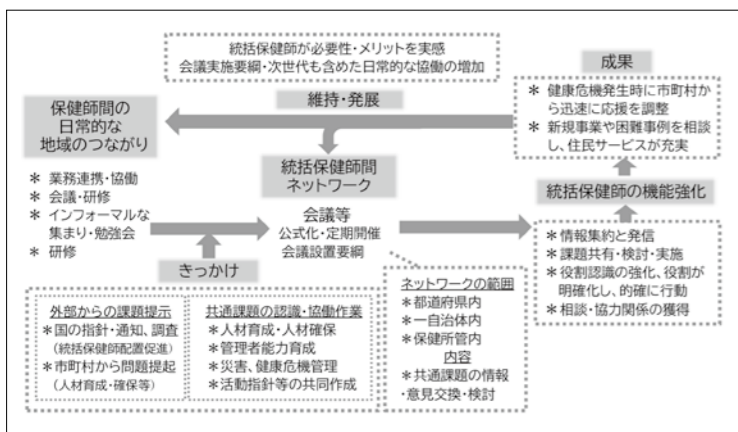 統括保健師が必要性・メリットを実感
会議実施要綱・次世代も含めた日常的な協働の増加
維持・発展
成果
＊ 健康危機発生時に市町村か
ら迅速に応援を調整
＊ 新規事業や困難事例を相談
し、住民サービスが充実
保健師間の
日常的な
地域のつながり
＊ 業務連携・協働
＊ 会議・研修
＊ インフォーマルな
集まり・勉強会
＊ 研修
統括保健師間
ネットワーク
会議等
公式化・定期開催
会議設置要綱
統括保健師の機能強化
＊情報集約と発信
＊課題共有・検討・実施
＊役割認識の強化、役割が
明確化し、的確に行動
＊相談・協力関係の獲得
きっかけ
外部からの課題提示
＊国の指針・通知、調査
(統括保健師配置促進)
＊市町村から問題提起
(人材育成・確保等)
共通課題の認識・協働作業
＊人材育成・人材確保
＊管理者能力育成
＊災害、健康危機管理
＊活動指針等の共同作成
ネットワークの範囲
＊都道府県内
＊一自治体内
＊保健所管内
内容
＊共通課題の情報
・意見交換・検討